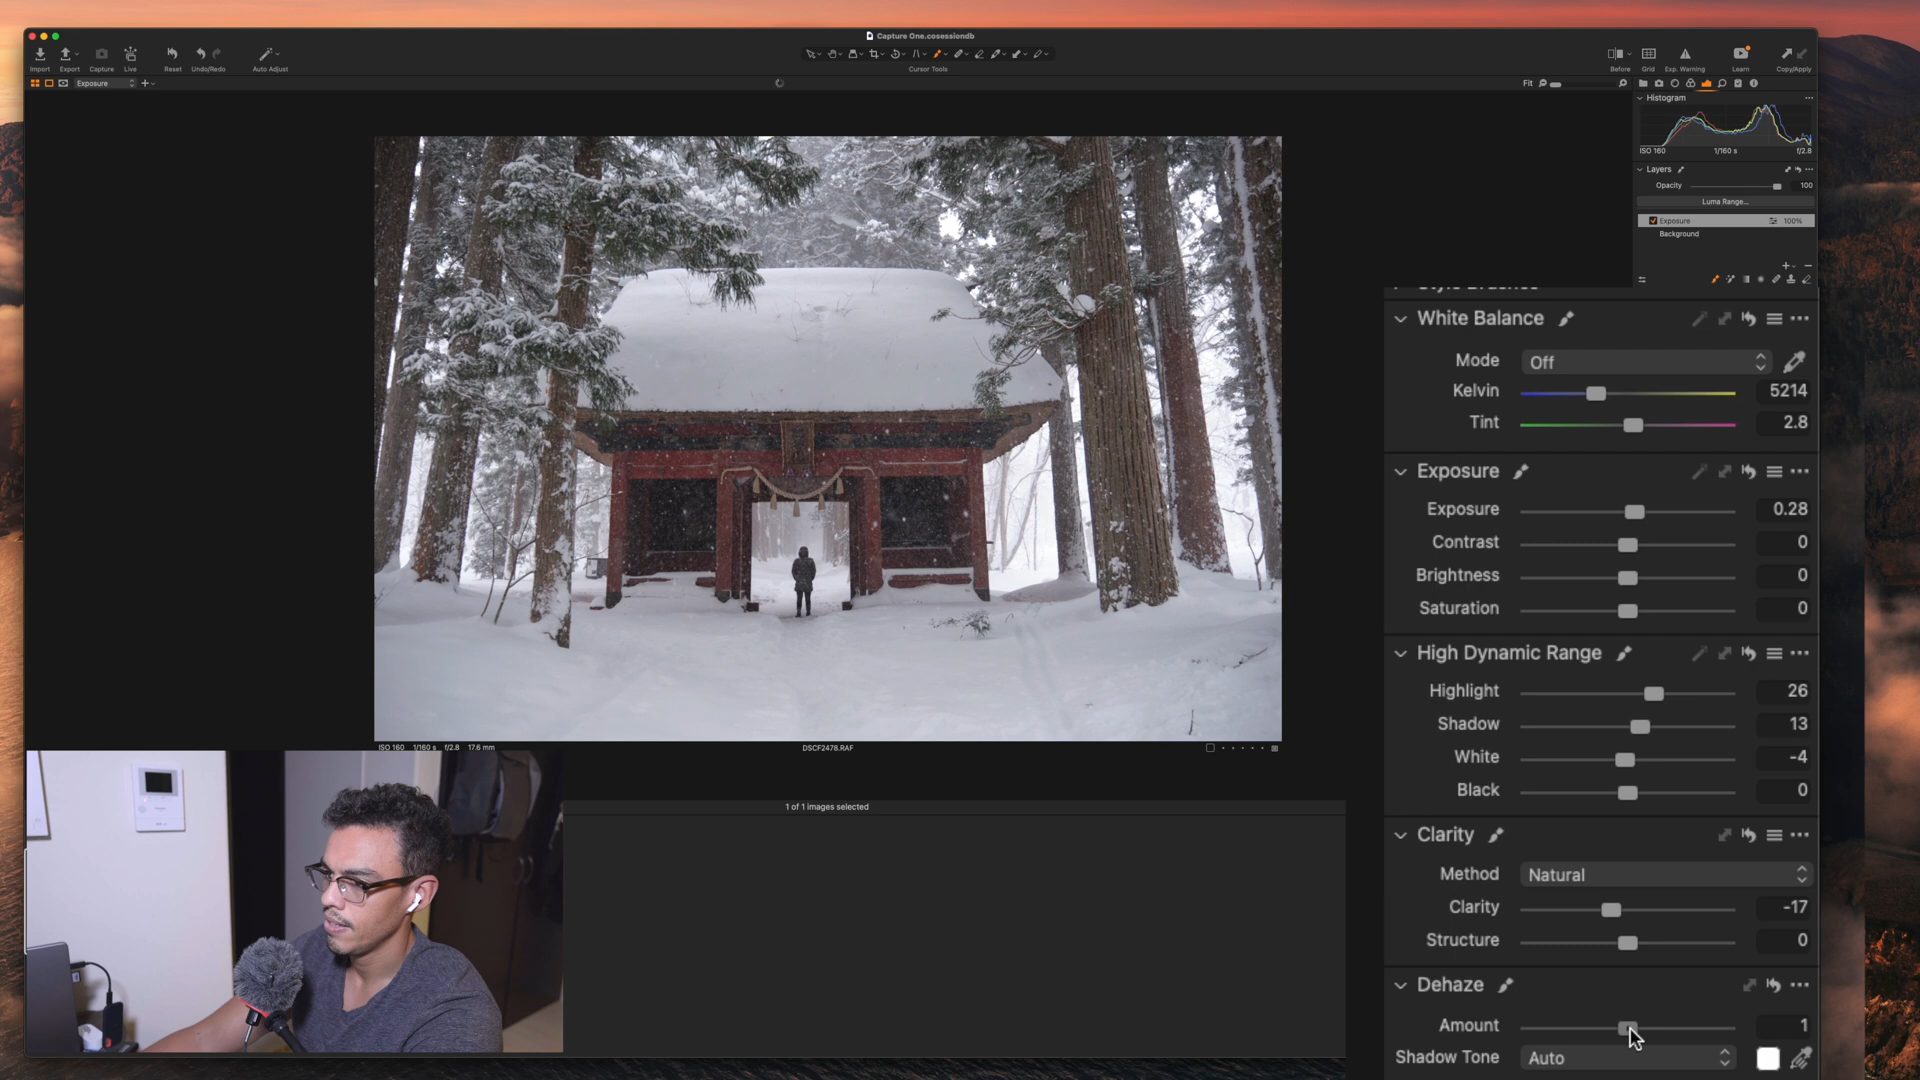 Capture One.cosessiondb
Import
Export
Capture
Live
Reset
Undo/Redo
Auto Adjust
Cursor Tools
Before
Grid
Exp. Warning
Learn
Copy/Apply
Exposure
Fit
Histogram
ISO 160 1/160 s f/2.8
Layers
Opacity 100
Luma Range...
Exposure 100%
Background
White Balance
Mode Off
Kelvin 5214
Tint 2.8
Exposure
Exposure 0.28
Contrast 0
Brightness 0
Saturation 0
High Dynamic Range
Highlight 26
Shadow 13
White -4
Black 0
Clarity
Method Natural
Clarity -17
Structure 0
Dehaze
Amount 1
Shadow Tone Auto
ISO 160 1/160 s f/2.8 17.6 mm
DSCF2478.RAF
1 of 1 images selected